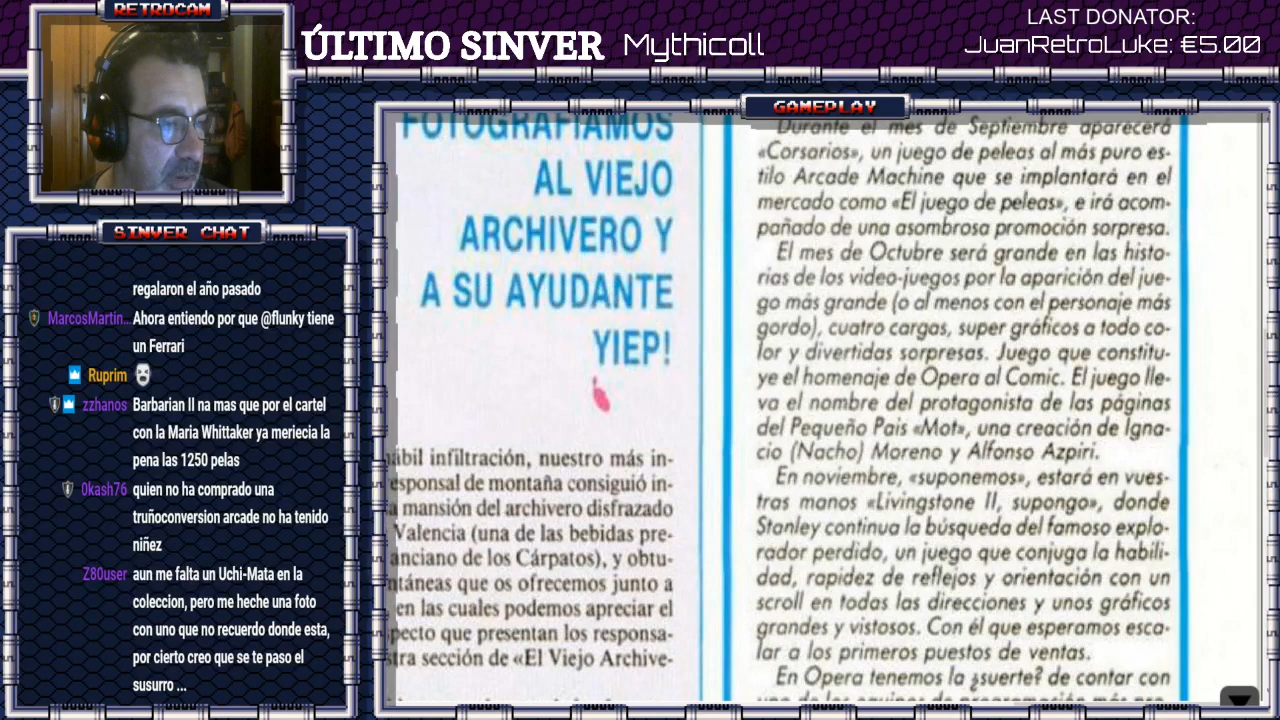 RETROCAM
ÚLTIMO SINVER Mythicoll
LAST DONATOR:
JuanRetroLuke: €5.00
SINVER CHAT
regalaron el año pasado
MarcosMartin... Ahora entiendo por que @flunky tiene
un Ferrari
Ruprim
zzhanos Barbarian II na mas que por el cartel
con la Maria Whittaker ya meriecia la
pena las 1250 pelas
0kash76 quien no ha comprado una
truñoconversion arcade no ha tenido
niñez
Z80user aun me falta un Uchi-Mata en la
coleccion, pero me heche una foto
con uno que no recuerdo donde esta,
por cierto creo que se te paso el
susurro ...
GAMEPLAY
FOTOGRAFIAMOS
AL VIEJO
ARCHIVERO Y
A SU AYUDANTE
YIEP!
ábil infiltración, nuestro más in-
esponsal de montaña consiguió in-
a mansión del archivero disfrazado
Valencia (una de las bebidas pre-
anciano de los Cárpatos), y obtu-
ntáneas que os ofrecemos junto a
en las cuales podemos apreciar el
pecto que presentan los responsa-
tra sección de «El Viejo Archive-
Durante el mes de Septiembre aparecerá
«Corsarios», un juego de peleas al más puro es-
tilo Arcade Machine que se implantará en el
mercado como «El juego de peleas», e irá acom-
pañado de una asombrosa promoción sorpresa.
El mes de Octubre será grande en las histo-
rias de los video-juegos por la aparición del jue-
go más grande (o al menos con el personaje más
gordo), cuatro cargas, super gráficos a todo co-
lor y divertidas sorpresas. Juego que constitu-
ye el homenaje de Opera al Comic. El juego lle-
va el nombre del protagonista de las páginas
del Pequeño Pais «Mot», una creación de Igna-
cio (Nacho) Moreno y Alfonso Azpiri.
En noviembre, «suponemos», estará en vues-
tras manos «Livingstone II, supongo», donde
Stanley continua la búsqueda del famoso explo-
rador perdido, un juego que conjuga la habili-
dad, rapidez de reflejos y orientación con un
scroll en todas las direcciones y unos gráficos
grandes y vistosos. Con él que esperamos esca-
lar a los primeros puestos de ventas.
En Opera tenemos la ¿suerte? de contar con